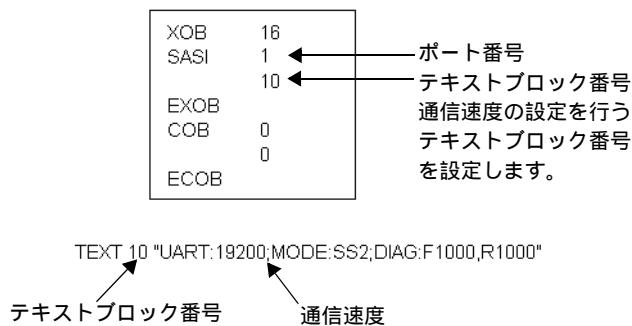 XOB 16
SASI 1
10
EXOB
COB 0
0
ECOB
ポート番号
テキストブロック番号
通信速度の設定を行う
テキストブロック番号
を設定します。
TEXT 10 "UART:19200;MODE:SS2;DIAG:F1000,R1000"
テキストブロック番号
通信速度